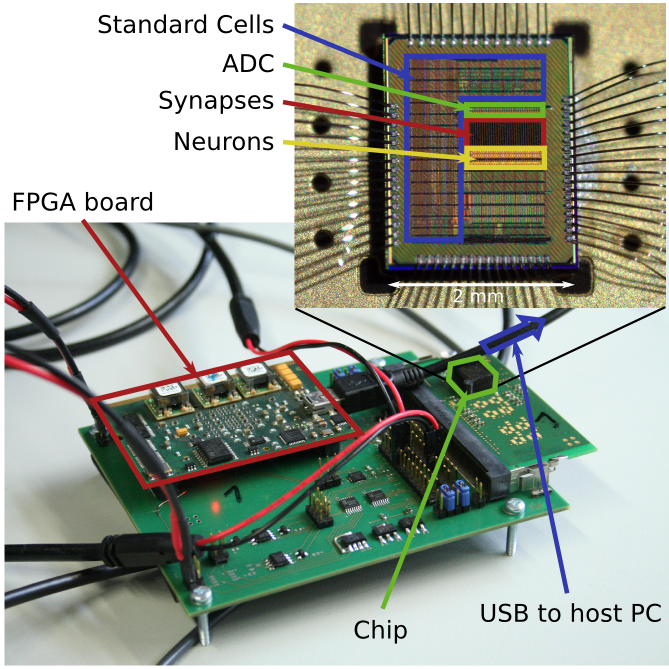 Standard Cells
ADC
Synapses
Neurons
FPGA board
2 mm
Chip
USB to host PC